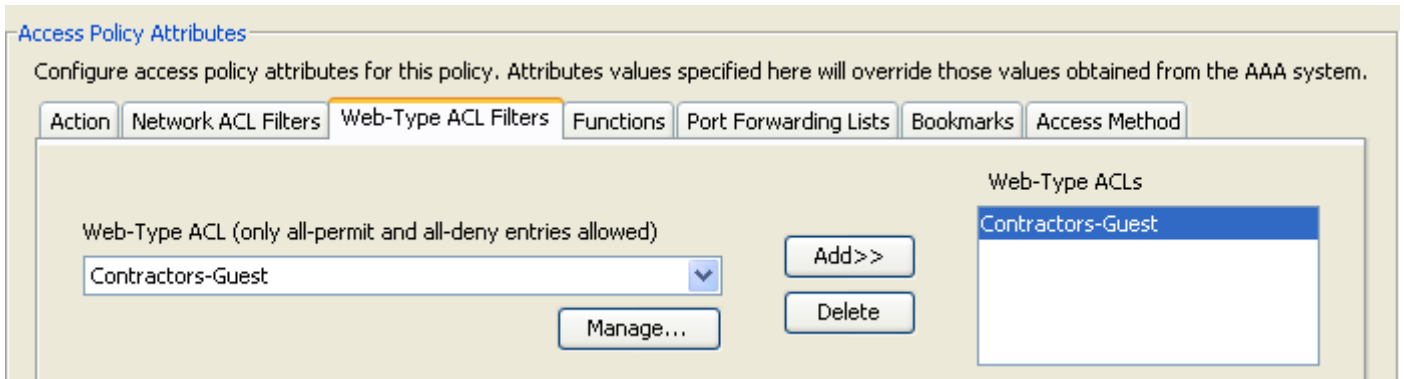 Access Policy Attributes
Configure access policy attributes for this policy. Attributes values specified here will override those values obtained from the AAA system.
Action Network ACL Filters Web-Type ACL Filters Functions Port Forwarding Lists Bookmarks Access Method
Web-Type ACLs
Contractors-Guest
Web-Type ACL (only all-permit and all-deny entries allowed)
Contractors-Guest
Add>>
Manage...
Delete